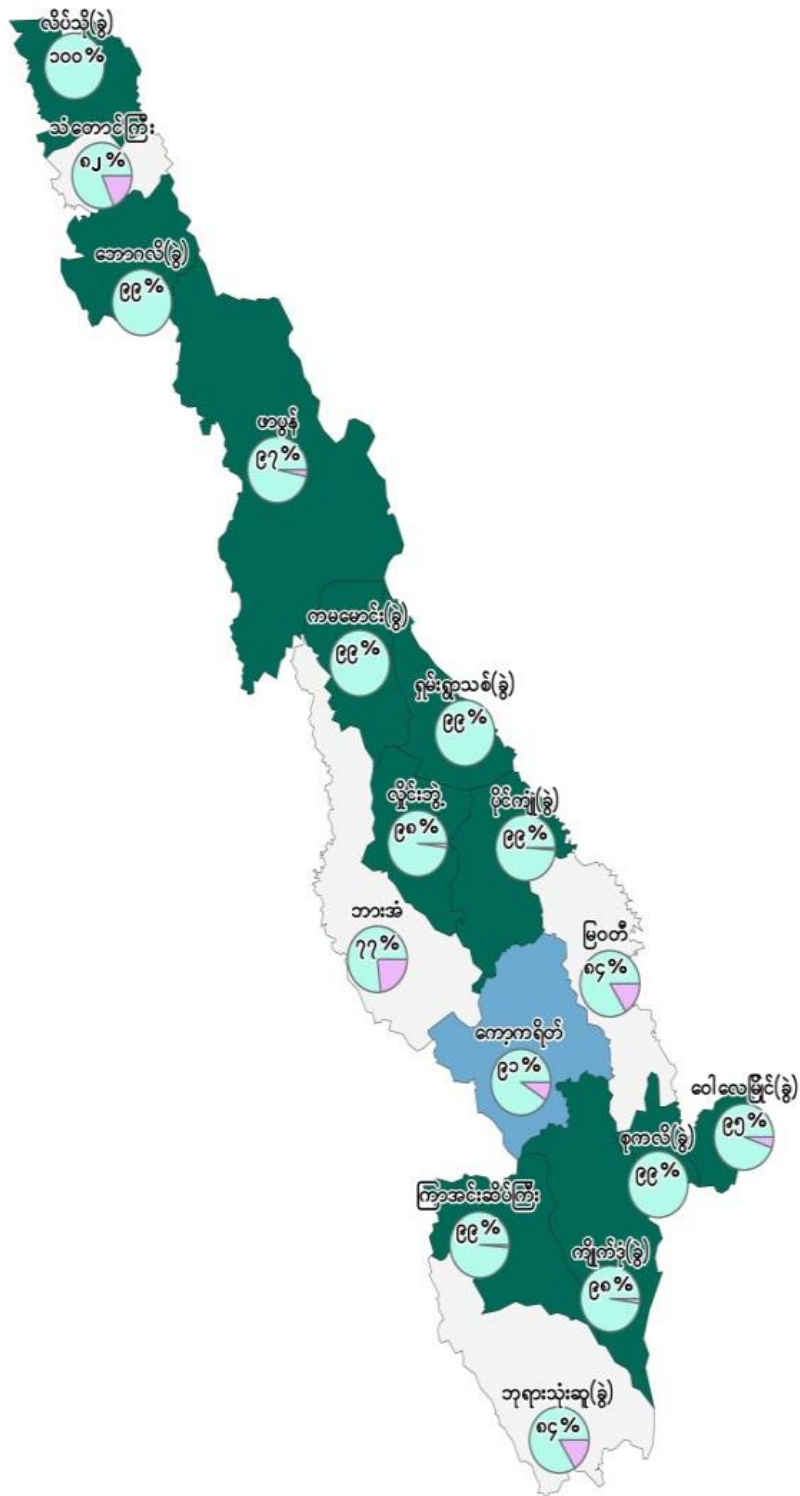 လိပ်သို(ခွဲ)
၁၀၀%
သံတောင်ကြီး
၈၂%
ဘောဂလိ(ခွဲ)
၉၉%
ဖာပွန်
၉၇%
ကမမောင်း(ခွဲ)
၉၉%
ရှမ်းရွာသစ်(ခွဲ)
၉၉%
လှိုင်းဘွဲ့
၉၈%
ပိုင်ကျုံ(ခွဲ)
၉၉%
ဘားအံ
၇၇%
မြဝတီ
၈၄%
ကော့ကရိတ်
၉၁%
ဝေါလေမြိုင်(ခွဲ)
၉၅%
စုကလိ(ခွဲ)
၉၉%
ကြာအင်းဆိပ်ကြီး
၉၉%
ကျိုက်ဒုံ(ခွဲ)
၉၈%
ဘုရားသုံးဆူ(ခွဲ)
၈၄%